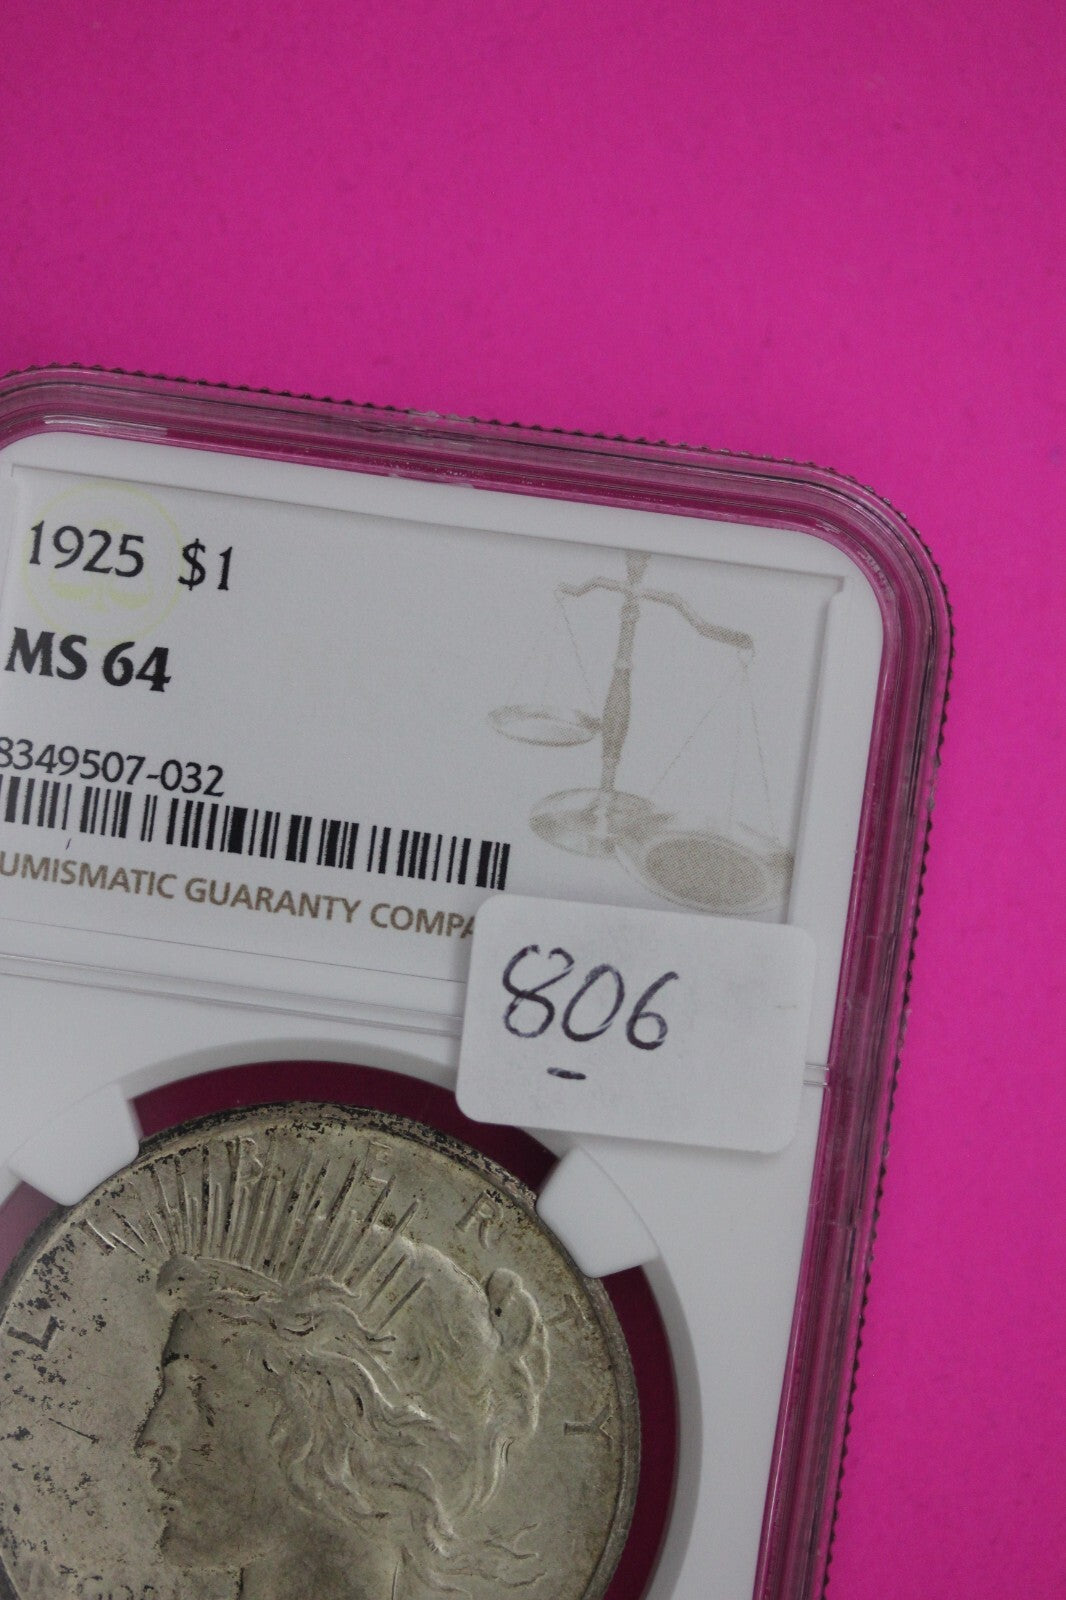 1925 $1
MS 64
8349507-032
UMISMATIC GUARANTY COMPA
806
LIBERTY